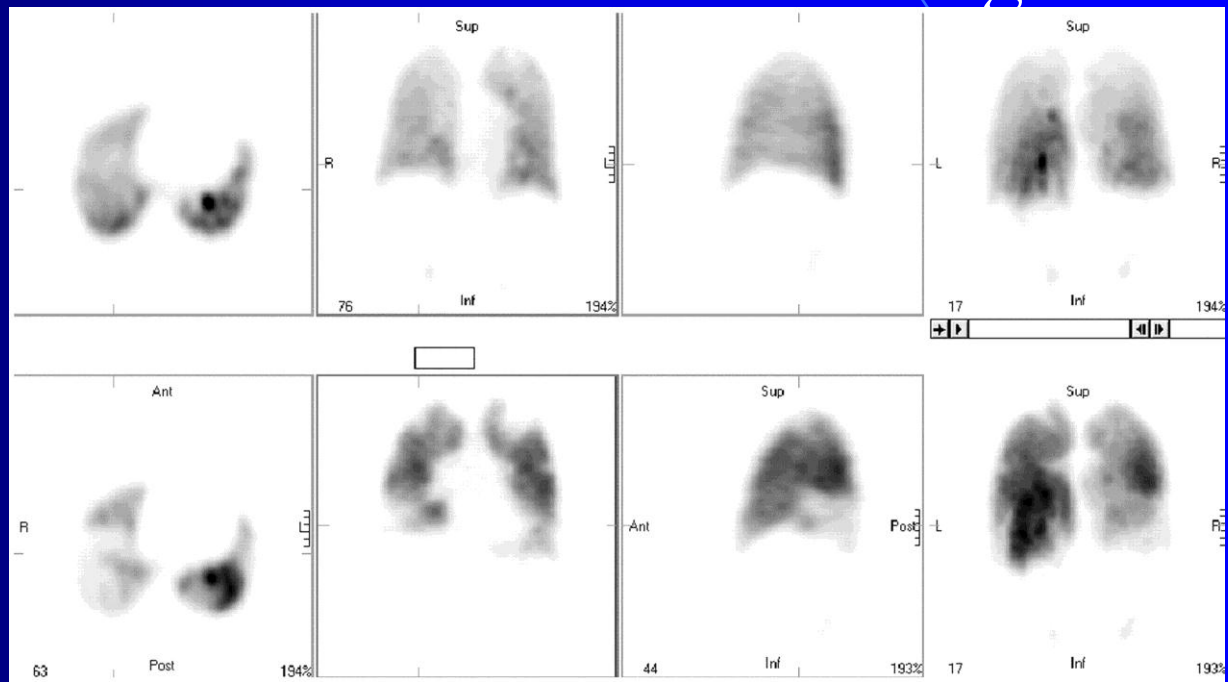 Sup
Sup
R
L
L
R
76
Inf
194%
17
Inf
194%
Ant
Sup
Sup
R
L
Ant
Post
L
R
63
Post
194%
44
Inf
193%
17
Inf
193%